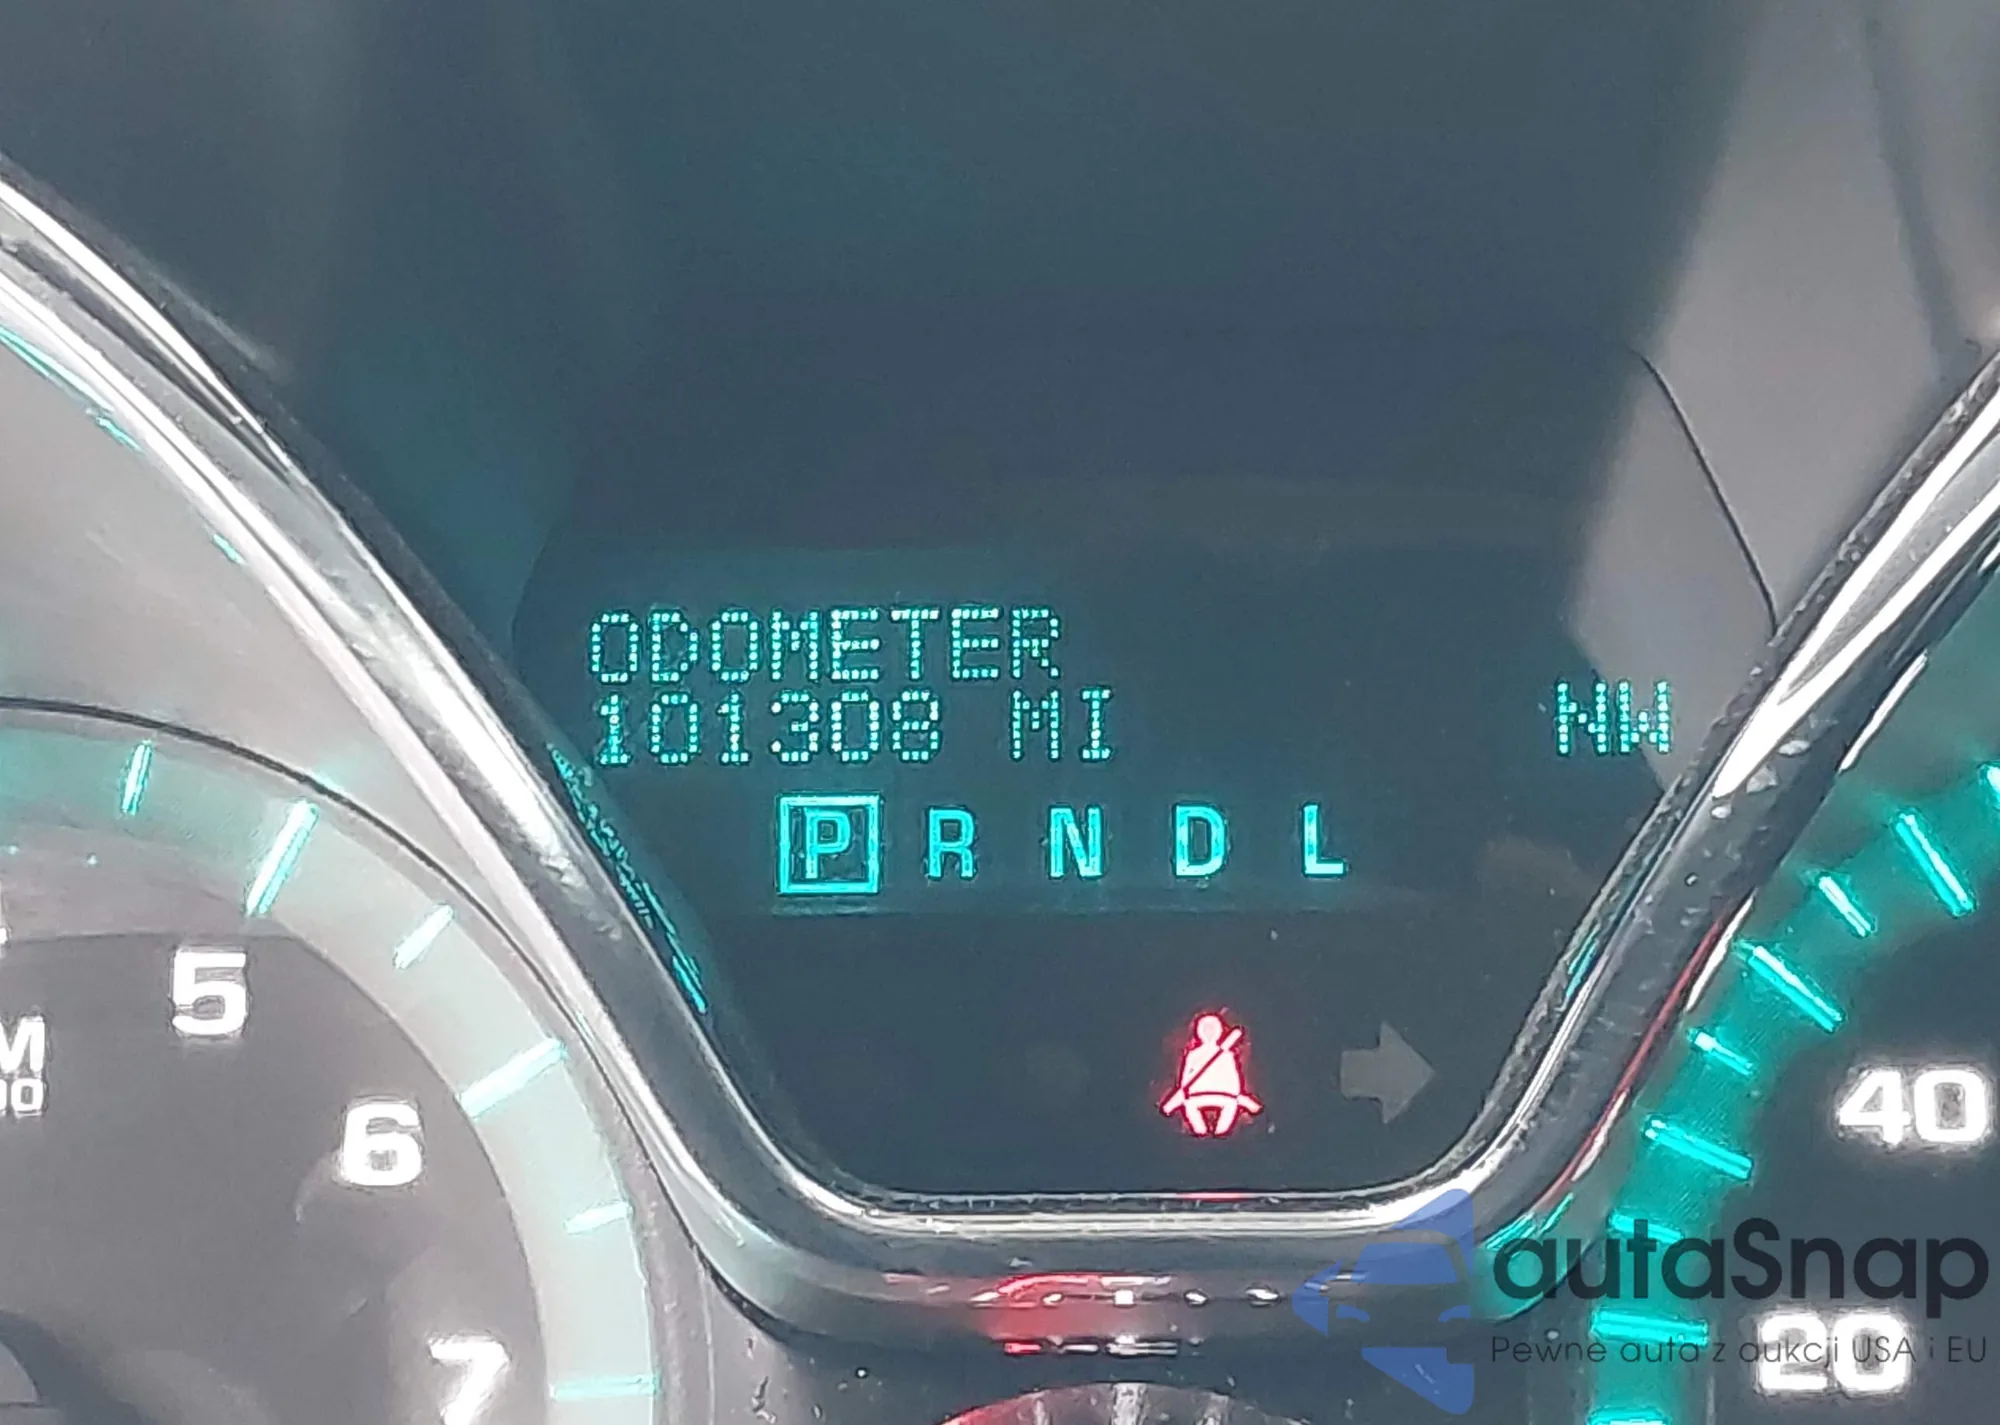 ODOMETER
101308 MI
NW
P R N D L
5
6
7
40
20
autaSnap
Pewne auta z aukcji USA i EU